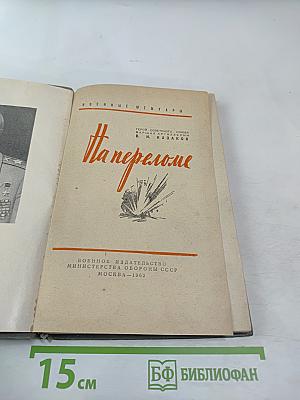 ВОЕННЫЕ МЕМУАРЫ
ГЕРОЙ СОВЕТСКОГО СОЮЗА
МАРШАЛ АРТИЛЛЕРИИ
В. И. КАЗАКОВ
На переломе
ВОЕННОЕ ИЗДАТЕЛЬСТВО
МИНИСТЕРСТВА ОБОРОНЫ СССР
МОСКВА—1962
15 см
БФ БИБЛИОФАН